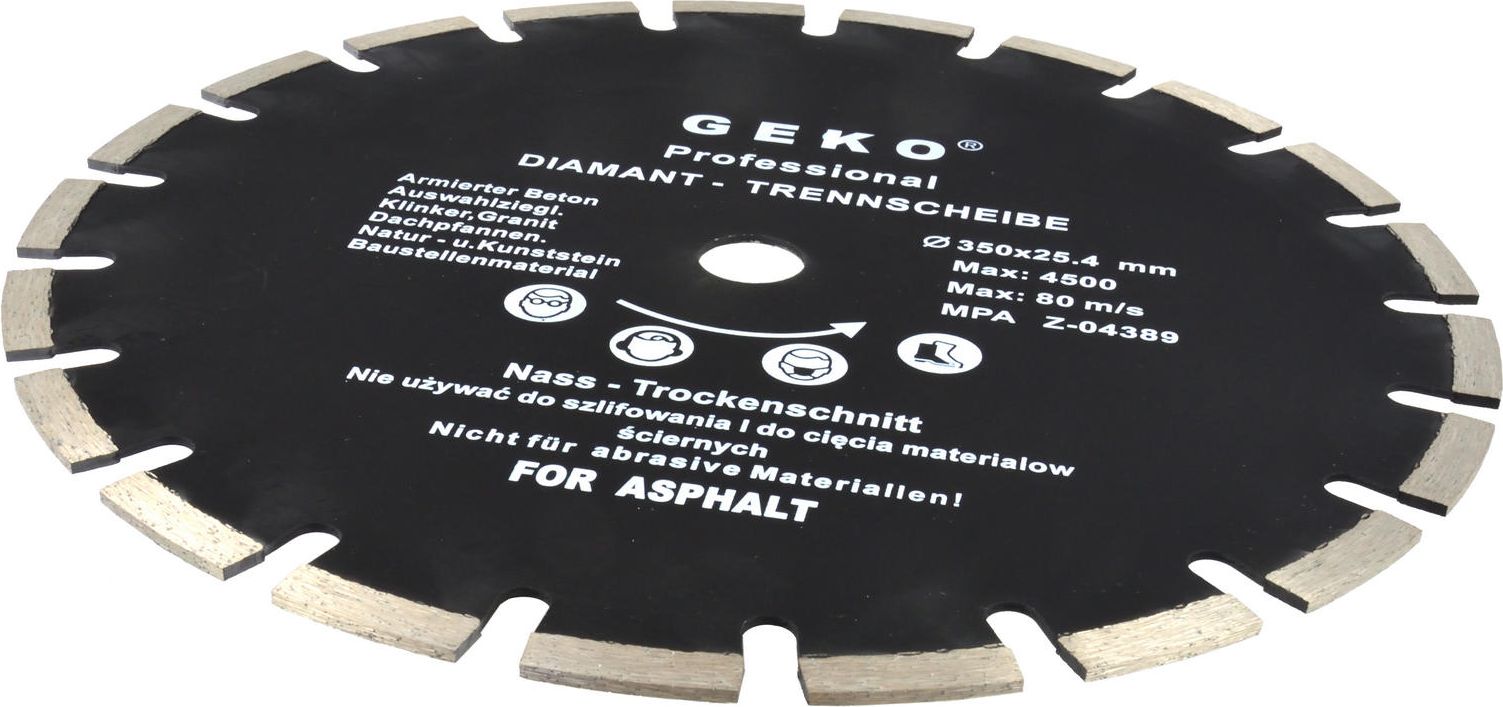 GEKO®
Professional
DIAMANT - TRENNSCHEIBE
Armierter Beton
Auswahlziegl.
Klinker,Granit
Dachpfannen.
Natur - u.Kunststein
Baustellenmaterial
Ø 350x25.4 mm
Max: 4500
Max: 80 m/s
MPA Z-04389
Nass - Trockenschnitt
Nie używać do szlifowania I do cięcia materialow
ściernych
Nicht für abrasive Materiallen!
FOR ASPHALT